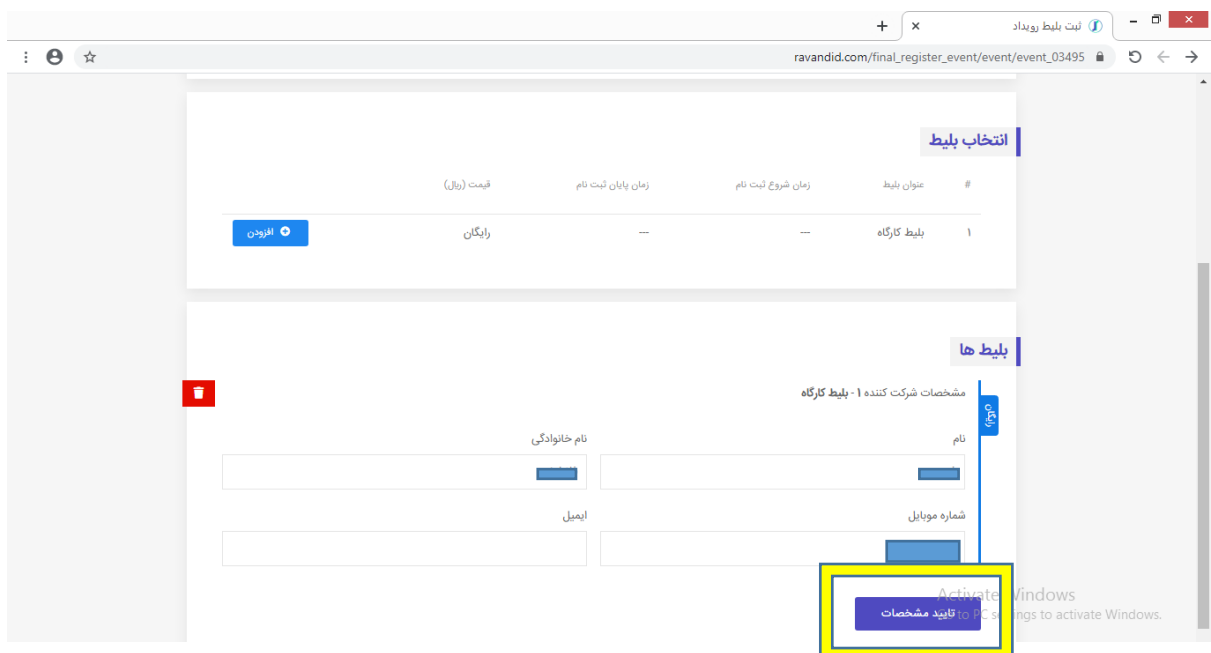 ثبت بلیط رویداد
ravandid.com/final_register_event/event/event_03495
انتخاب بلیط
# عنوان بلیط زمان شروع ثبت نام زمان پایان ثبت نام قیمت (ریال)
۱ بلیط کارگاه --- --- رایگان افزودن
بلیط ها
مشخصات شرکت کننده 1 - بلیط کارگاه
رایگان
نام نام خانوادگی
شماره موبایل ایمیل
تایید مشخصات
Activate Windows
Go to PC settings to activate Windows.